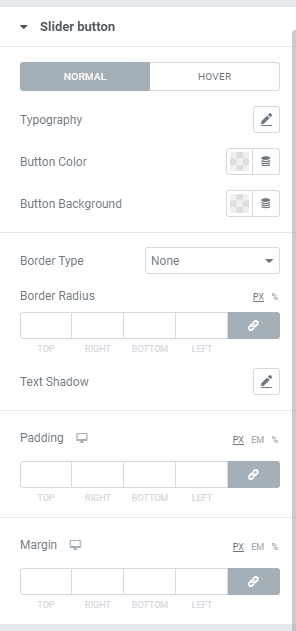 Slider button
NORMAL HOVER
Typography
Button Color
Button Background
Border Type None
Border Radius PX %
TOP RIGHT BOTTOM LEFT
Text Shadow
Padding PX EM %
TOP RIGHT BOTTOM LEFT
Margin PX EM %
TOP RIGHT BOTTOM LEFT